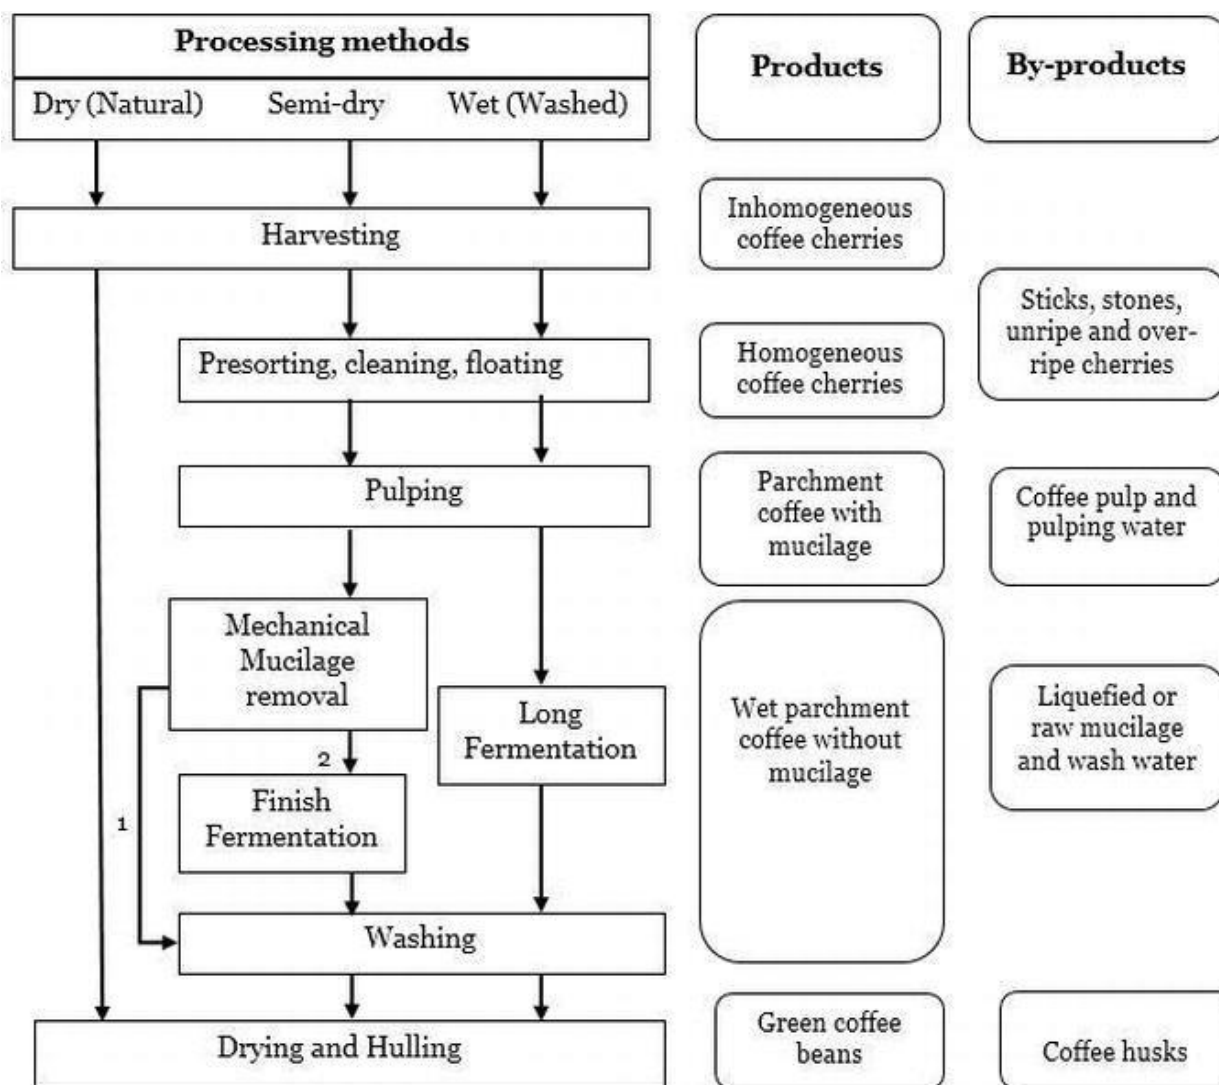 Processing methods
Dry (Natural)
Semi-dry
Wet (Washed)
Products
By-products
Harvesting
Inhomogeneous
coffee cherries
Sticks, stones,
unripe and over-
ripe cherries
Presorting, cleaning, floating
Homogeneous
coffee cherries
Pulping
Parchment
coffee with
mucilage
Coffee pulp and
pulping water
Mechanical
Mucilage
removal
Long
Fermentation
Wet parchment
coffee without
mucilage
Liquefied or
raw mucilage
and wash water
2
1
Finish
Fermentation
Washing
Drying and Hulling
Green coffee
beans
Coffee husks